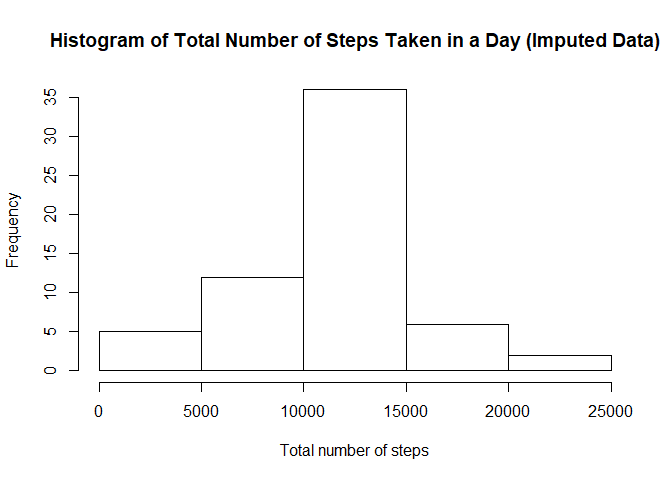 Histogram of Total Number of Steps Taken in a Day (Imputed Data)
Frequency
35
30
25
20
15
10
5
0
0 5000 10000 15000 20000 25000
Total number of steps